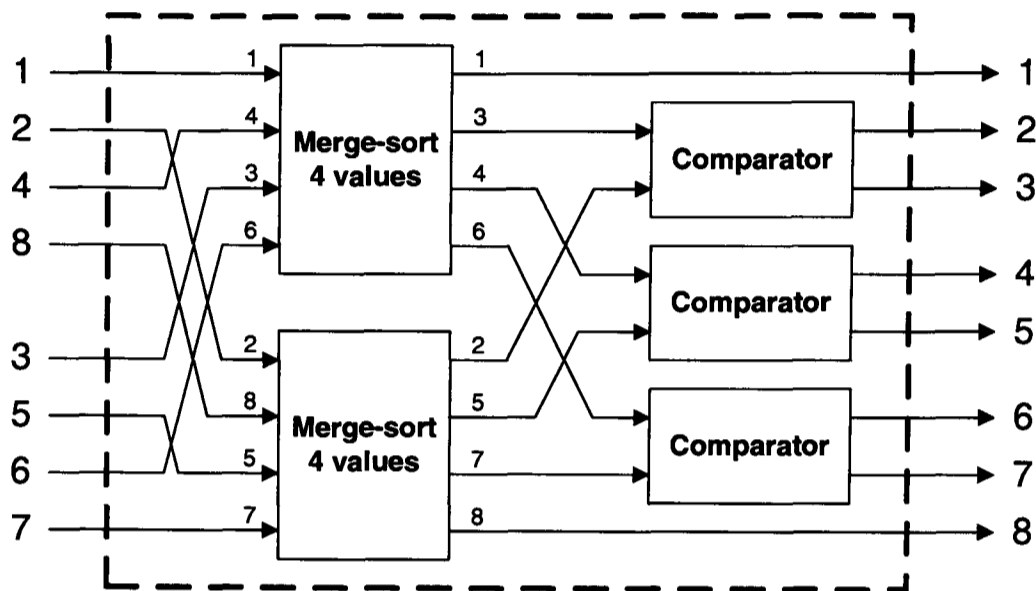 1 1 1 1
2 4 3 2
Merge-sort
4 values
Comparator
4 3 4 3
8 6 6 4
Comparator
3 2 2 5
5 8 5 6
Merge-sort
4 values
Comparator
6 5 7 7
7 7 8 8